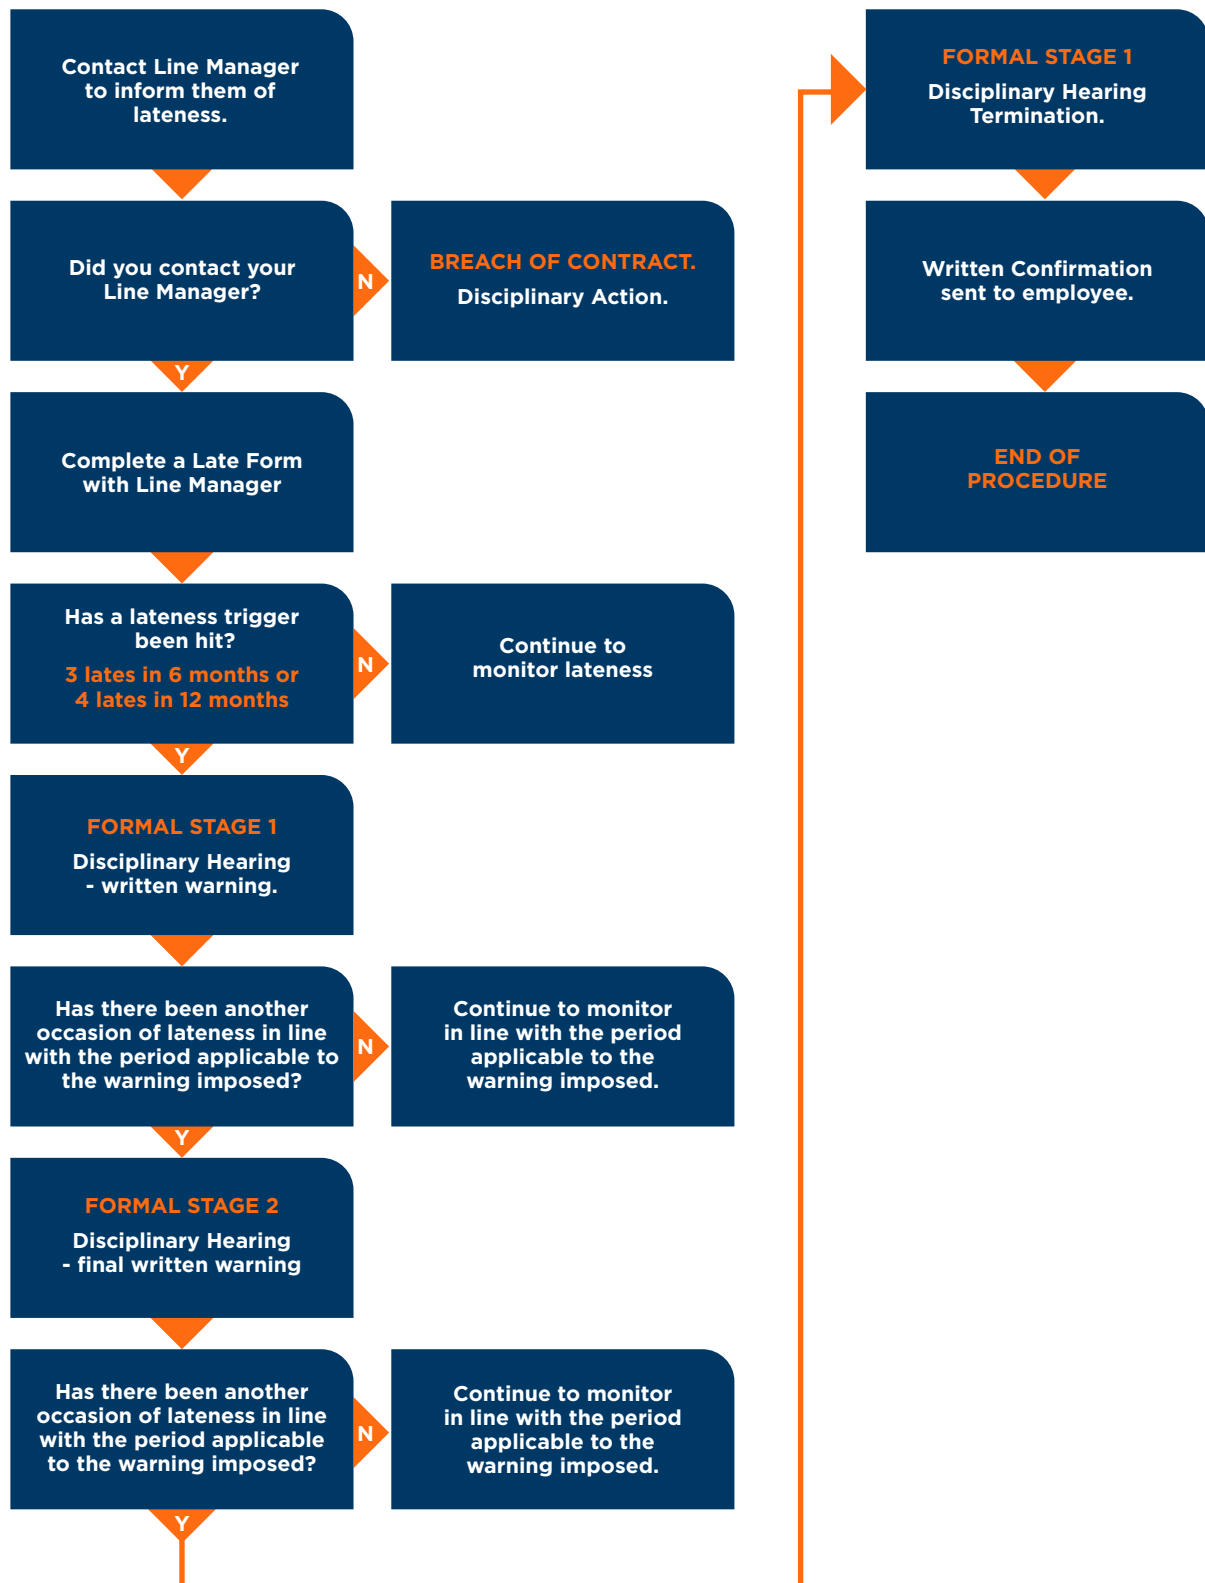 Contact Line Manager
to inform them of
lateness.
Did you contact your
Line Manager?
N
BREACH OF CONTRACT.
Disciplinary Action.
Y
Complete a Late Form
with Line Manager
Has a lateness trigger
been hit?
3 lates in 6 months or
4 lates in 12 months
N
Continue to
monitor lateness
Y
FORMAL STAGE 1
Disciplinary Hearing
- written warning.
Has there been another
occasion of lateness in line
with the period applicable to
the warning imposed?
N
Continue to monitor
in line with the period
applicable to the
warning imposed.
Y
FORMAL STAGE 2
Disciplinary Hearing
- final written warning
Has there been another
occasion of lateness in line
with the period applicable
to the warning imposed?
N
Continue to monitor
in line with the period
applicable to the
warning imposed.
Y
FORMAL STAGE 1
Disciplinary Hearing
Termination.
Written Confirmation
sent to employee.
END OF
PROCEDURE